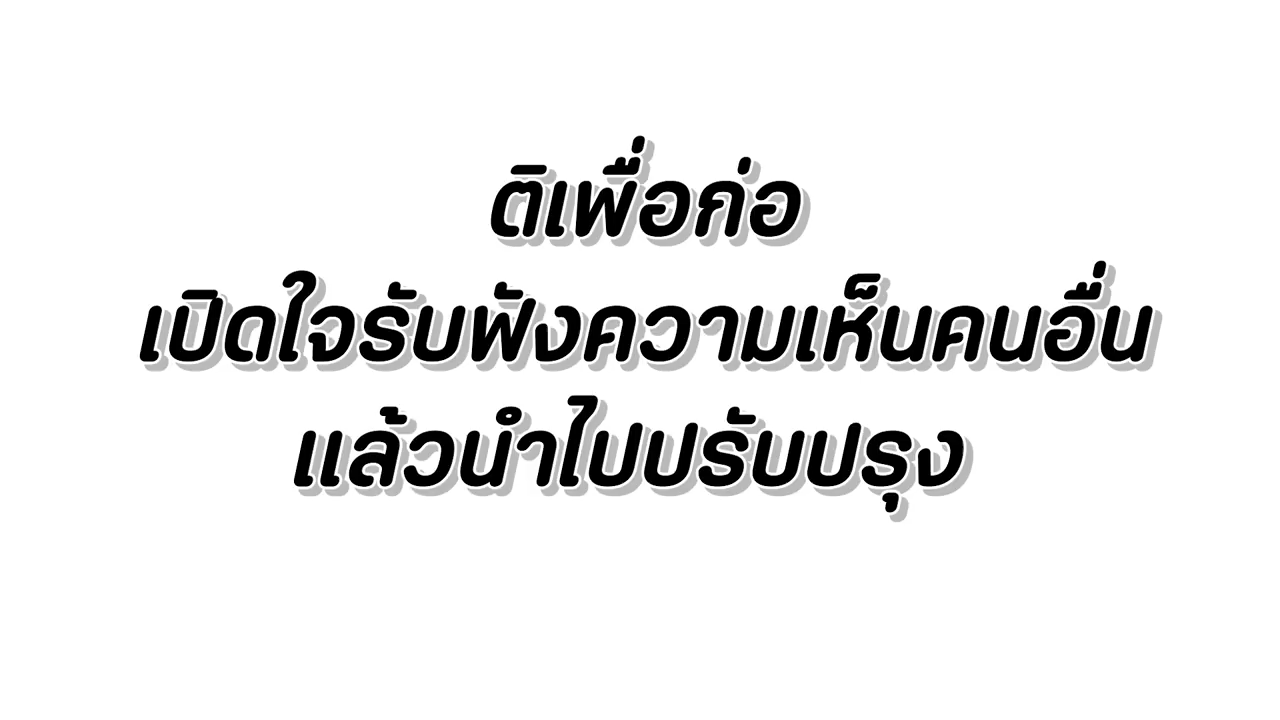 ติเพื่อก่อ
เปิดใจรับฟังความเห็นคนอื่น
แล้วนำไปปรับปรุง